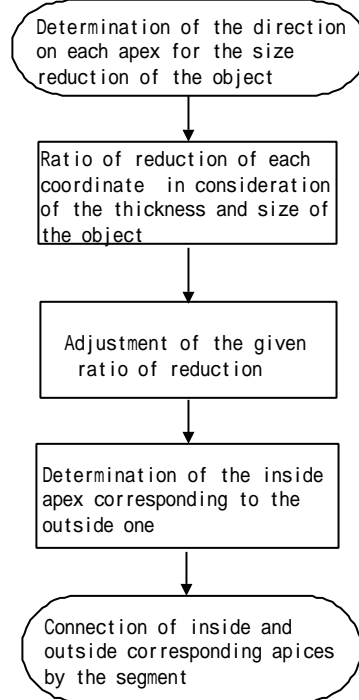 Determination of the direction
on each apex for the size
reduction of the object
Ratio of reduction of each
coordinate in consideration
of the thickness and size of
the object
Adjustment of the given
ratio of reduction
Determination of the inside
apex corresponding to the
outside one
Connection of inside and
outside corresponding apices
by the segment